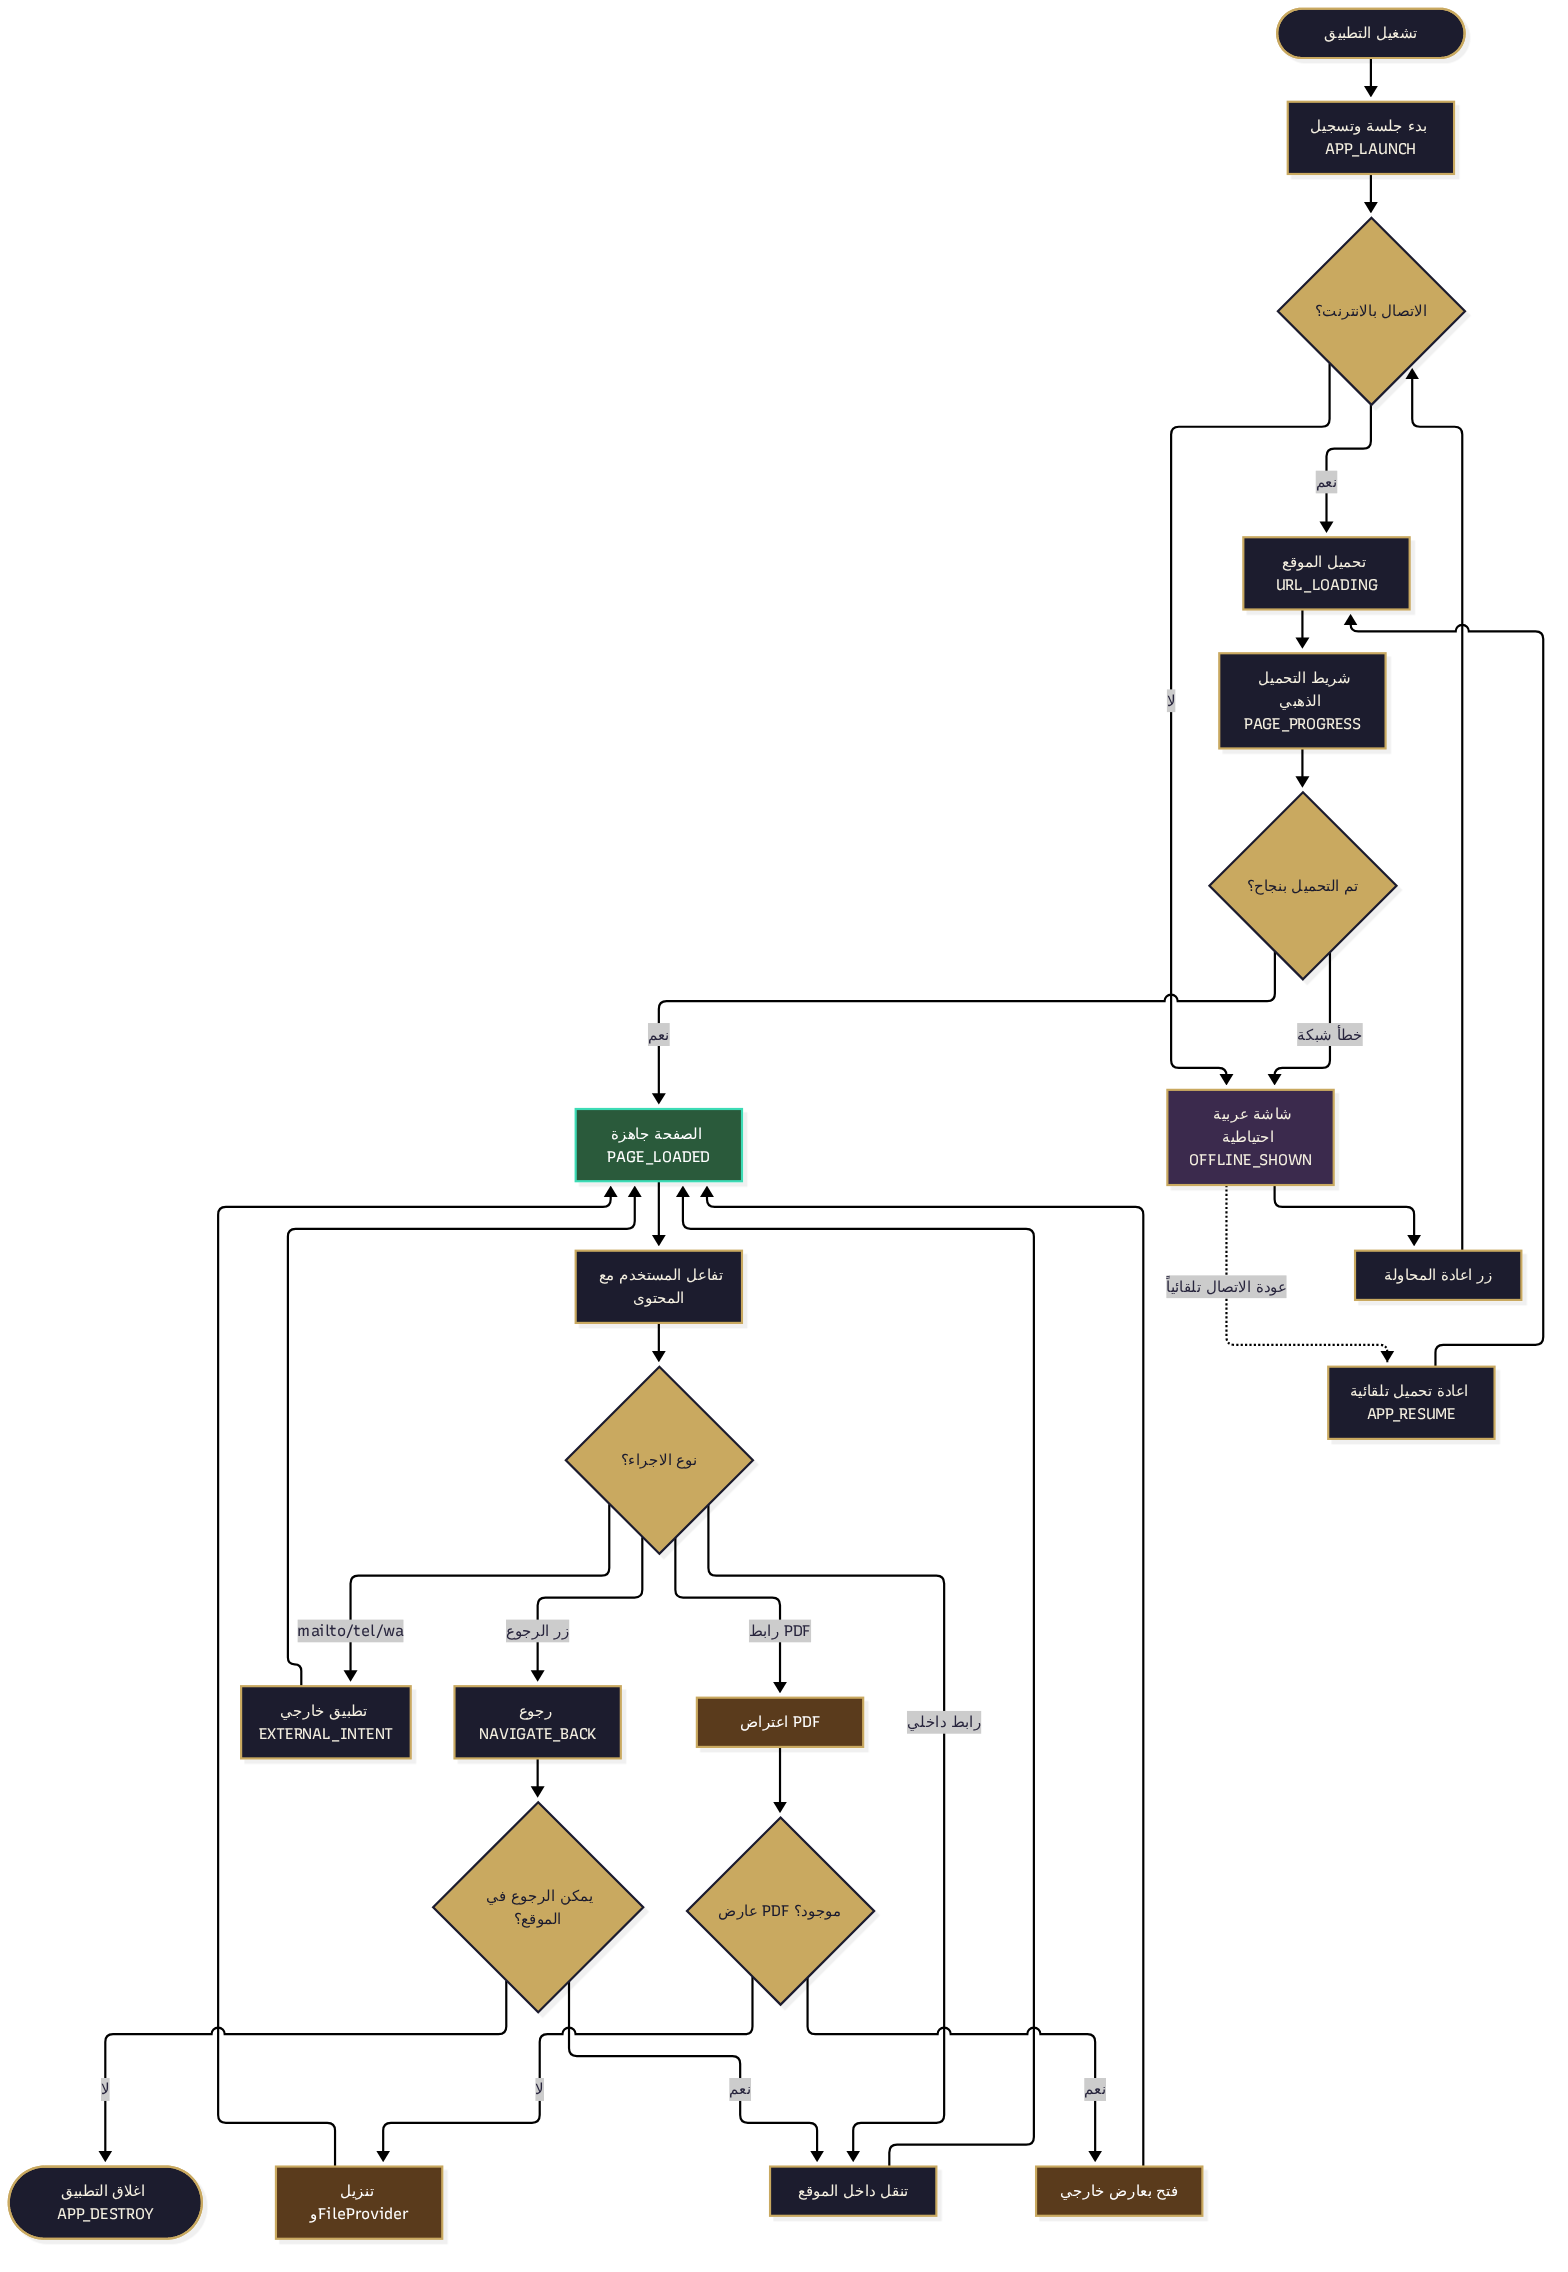 تشغيل التطبيق
بدء جلسة وتسجيل
APP_LAUNCH
الاتصال بالانترنت؟
نعم
تحميل الموقع
URL_LOADING
شريط التحميل
الذهبي
PAGE_PROGRESS
لا
تم التحميل بنجاح؟
نعم
خطأ شبكة
الصفحة جاهزة
PAGE_LOADED
شاشة عربية
احتياطية
OFFLINE_SHOWN
تفاعل المستخدم مع
المحتوى
عودة الاتصال تلقائياً
زر اعادة المحاولة
اعادة تحميل تلقائية
APP_RESUME
نوع الاجراء؟
mailto/tel/wa
زر الرجوع
رابط PDF
رابط داخلي
تطبيق خارجي
EXTERNAL_INTENT
رجوع
NAVIGATE_BACK
اعتراض PDF
يمكن الرجوع في
الموقع؟
عارض PDF موجود؟
لا
لا
نعم
نعم
اغلاق التطبيق
APP_DESTROY
تنزيل
وFileProvider
تنقل داخل الموقع
فتح بعارض خارجي